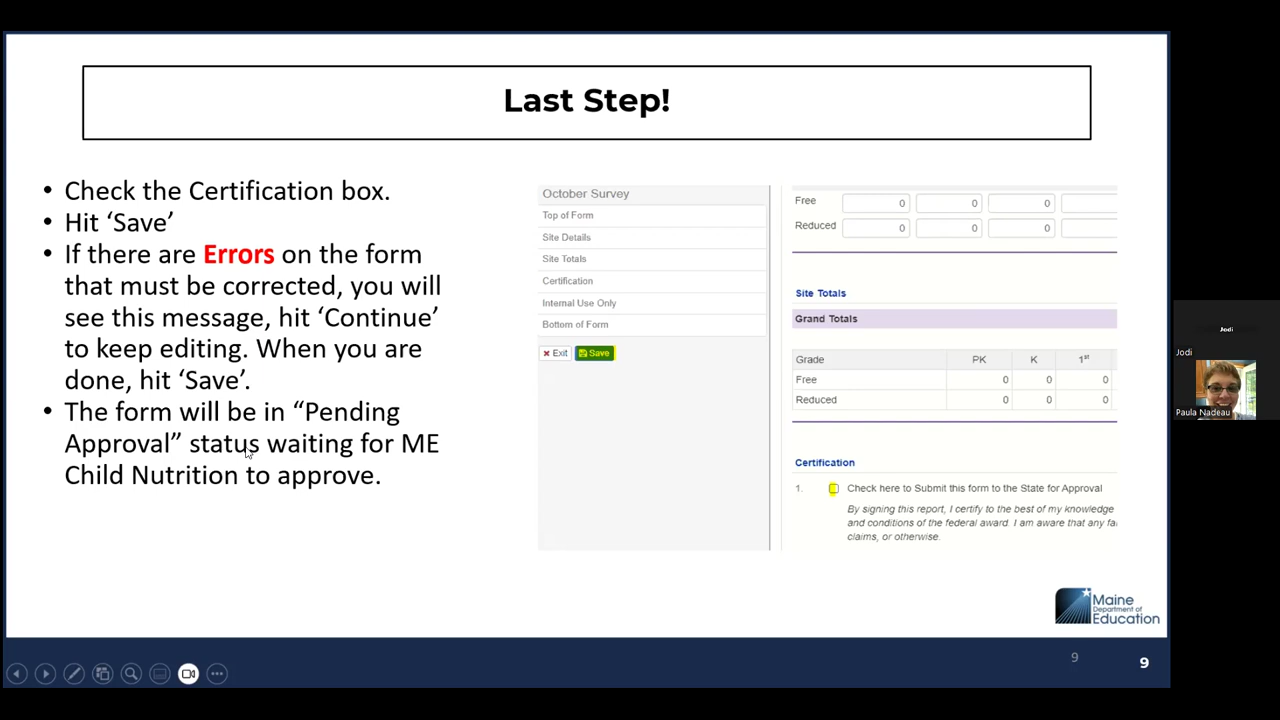 Last Step!
• Check the Certification box.
• Hit ‘Save’
• If there are Errors on the form
that must be corrected, you will
see this message, hit ‘Continue’
to keep editing. When you are
done, hit ‘Save’.
• The form will be in “Pending
Approval” status waiting for ME
Child Nutrition to approve.
October Survey
Top of Form
Site Details
Site Totals
Certification
Internal Use Only
Bottom of Form
Exit Save
Free 0 0 0
Reduced 0 0 0
Site Totals
Grand Totals
Grade PK K 1st
Free 0 0 0
Reduced 0 0 0
Certification
1. Check here to Submit this form to the State for Approval
By signing this report, I certify to the best of my knowledge
and conditions of the federal award. I am aware that any fa
claims, or otherwise.
Maine
Department of
Education
9 9
Jodi
Jodi
Paula Nadeau